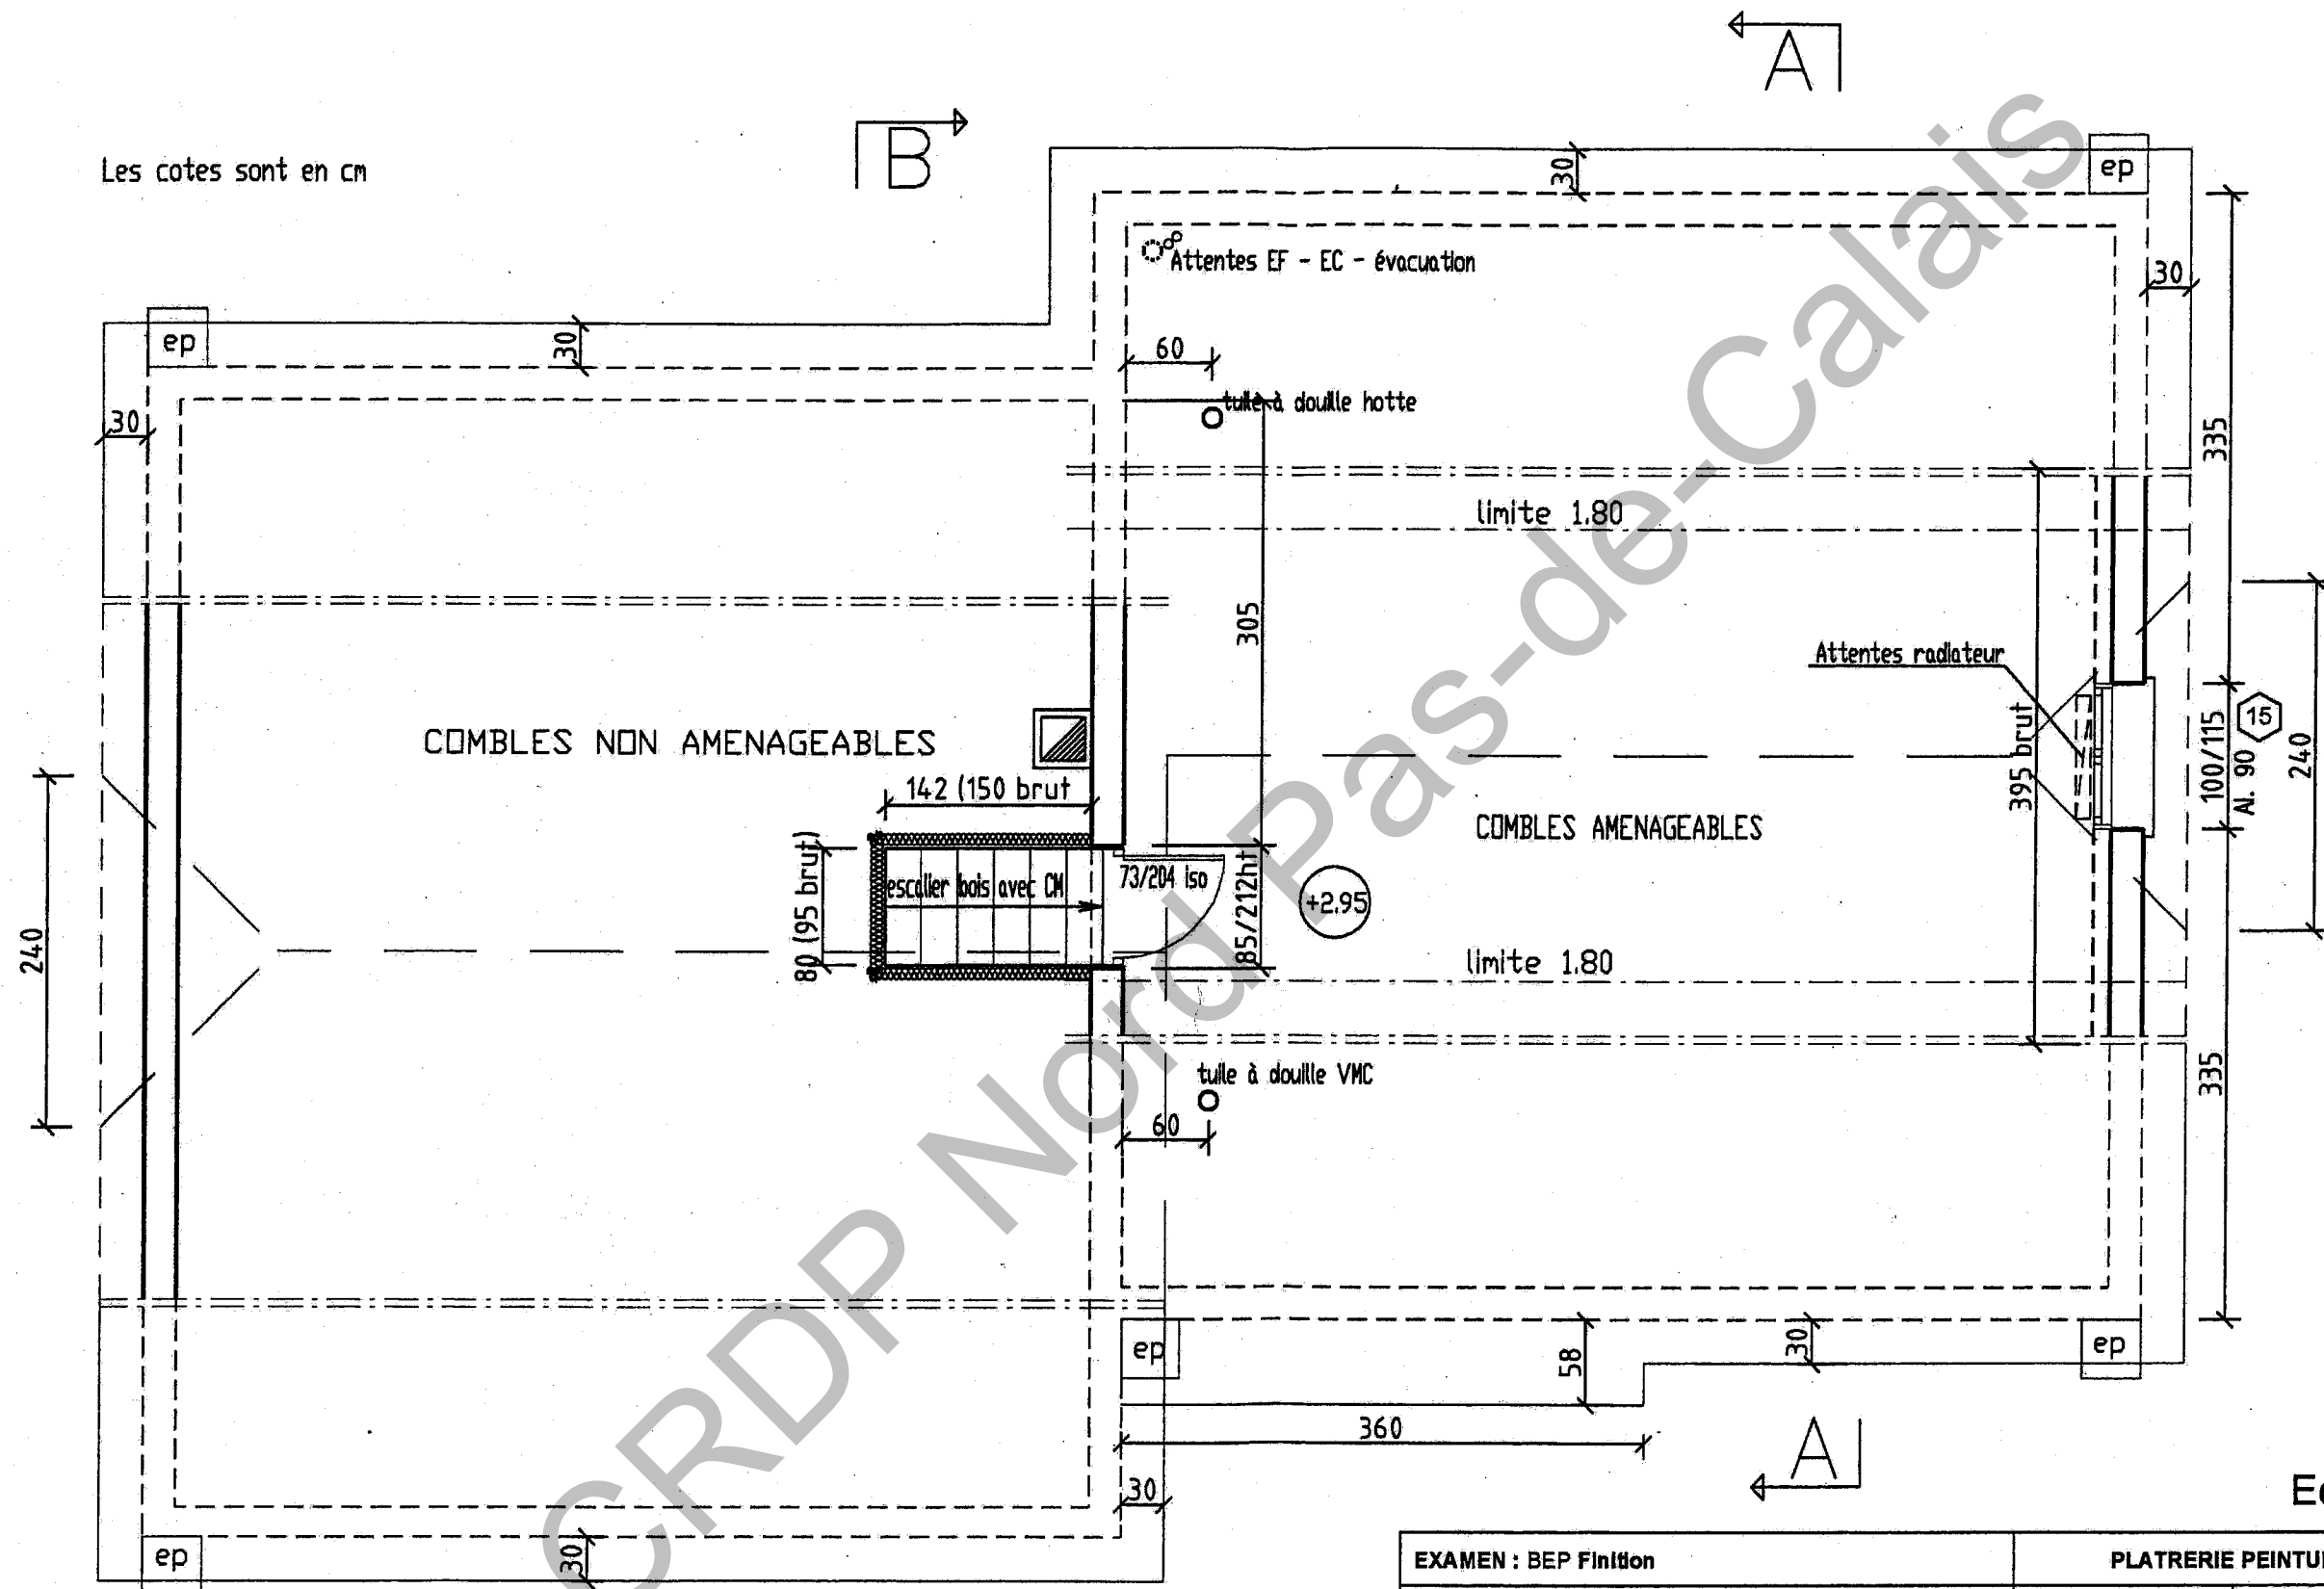 A
B
Les cotes sont en cm
30
ep
Attentes EF - EC - évacuation
30
ep
30
60
tuile à douille hotte
30
335
limite 1.80
305
Attentes radiateur
COMBLES NON AMENAGEABLES
395 brut
100/115
Al. 90
15
240
142 (150 brut
COMBLES AMENAGEABLES
80 (95 brut)
escalier bois avec CM
73/204 iso
85/212ht
+2.95
240
limite 1.80
tuile à douille VMC
60
335
ep
58
30
ep
360
A
30
ep
30
CRDP Nord Pas-de-Calais
EXAMEN : BEP Finition